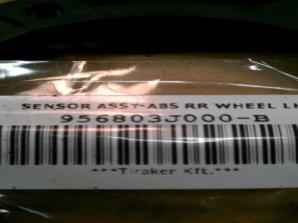 SENSOR ASSY-ABS RR WHEEL LH
956803J000-B
***Tiraker Kft.***